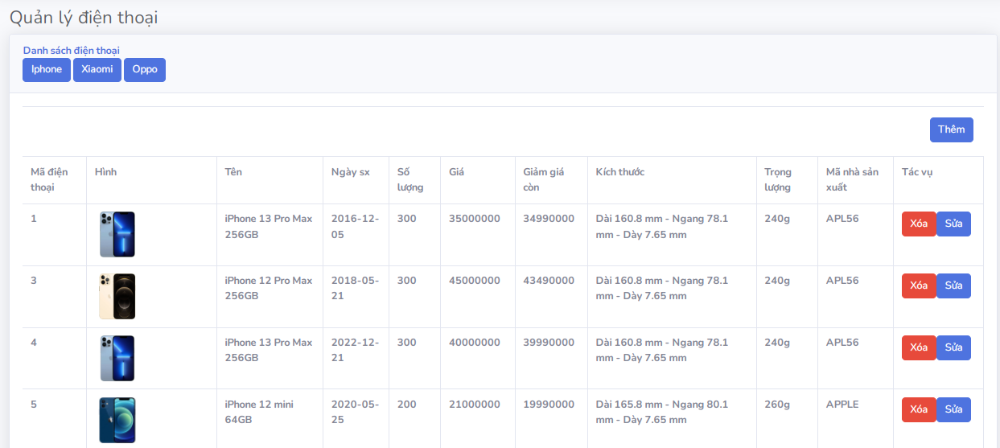 Quản lý điện thoại
Danh sách điện thoại
Iphone Xiaomi Oppo
Thêm
Mã điện thoại Hình Tên Ngày sx Số lượng Giá Giảm giá còn Kích thước Trọng lượng Mã nhà sản xuất Tác vụ
1 iPhone 13 Pro Max 256GB 2016-12-05 300 35000000 34990000 Dài 160.8 mm - Ngang 78.1 mm - Dày 7.65 mm 240g APL56 Xóa Sửa
3 iPhone 12 Pro Max 256GB 2018-05-21 300 45000000 43490000 Dài 160.8 mm - Ngang 78.1 mm - Dày 7.65 mm 240g APL56 Xóa Sửa
4 iPhone 13 Pro Max 256GB 2022-12-21 300 40000000 39990000 Dài 160.8 mm - Ngang 78.1 mm - Dày 7.65 mm 240g APL56 Xóa Sửa
5 iPhone 12 mini 64GB 2020-05-25 200 21000000 19990000 Dài 165.8 mm - Ngang 80.1 mm - Dày 7.65 mm 260g APPLE Xóa Sửa